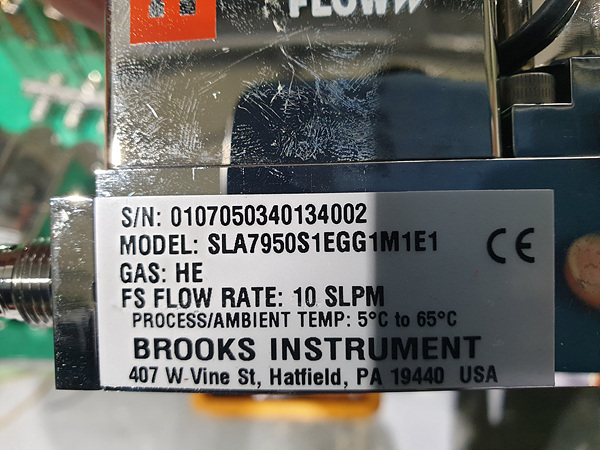 FLOW
S/N: 0107050340134002
MODEL: SLA7950S1EGG1M1E1
GAS: HE
FS FLOW RATE: 10 SLPM
PROCESS/AMBIENT TEMP: 5°C to 65°C
BROOKS INSTRUMENT
407 W Vine St, Hatfield, PA 19440 USA
CE